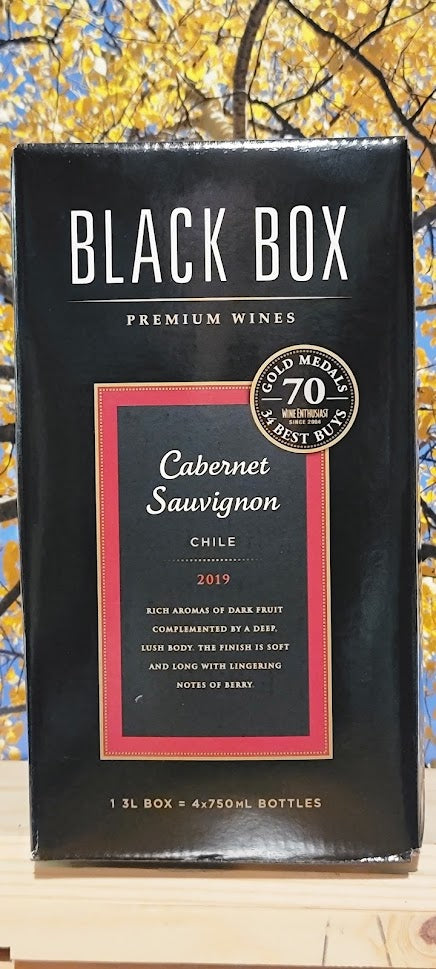 BLACK BOX
PREMIUM WINES
GOLD MEDALS
70
WINE ENTHUSIAST
SINCE 2004
34 BEST BUYS
Cabernet
Sauvignon
CHILE
2019
RICH AROMAS OF DARK FRUIT
COMPLEMENTED BY A DEEP,
LUSH BODY. THE FINISH IS SOFT
AND LONG WITH LINGERING
NOTES OF BERRY.
1 3L BOX = 4x750ML BOTTLES